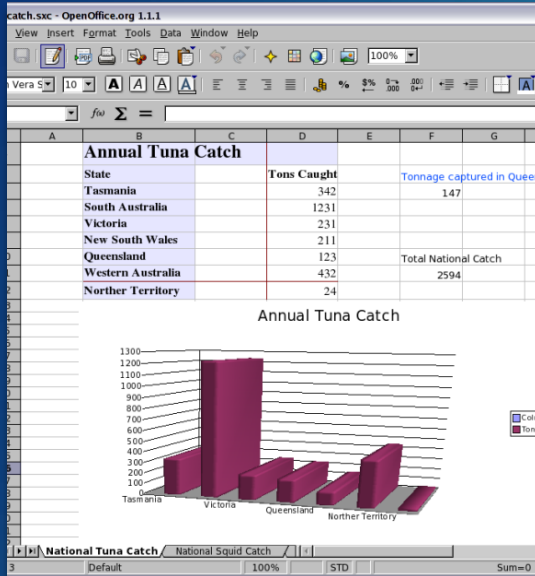 catch.sxc - OpenOffice.org 1.1.1
View Insert Format Tools Data Window Help
100%
Vera S 10 A A A A
fω Σ =
A B C D E F G
Annual Tuna Catch
State Tons Caught Tonnage captured in Quee
Tasmania 342 147
South Australia 1231
Victoria 231
New South Wales 211
Queensland 123 Total National Catch
Western Australia 432 2594
Norther Territory 24
Annual Tuna Catch
1300
1200
1100
1000
900
800
700
600
500
400
300
200
100
0
Tasmania Victoria Queensland Norther Territory
Col
Ton
National Tuna Catch National Squid Catch
3 Default 100% STD Sum=0